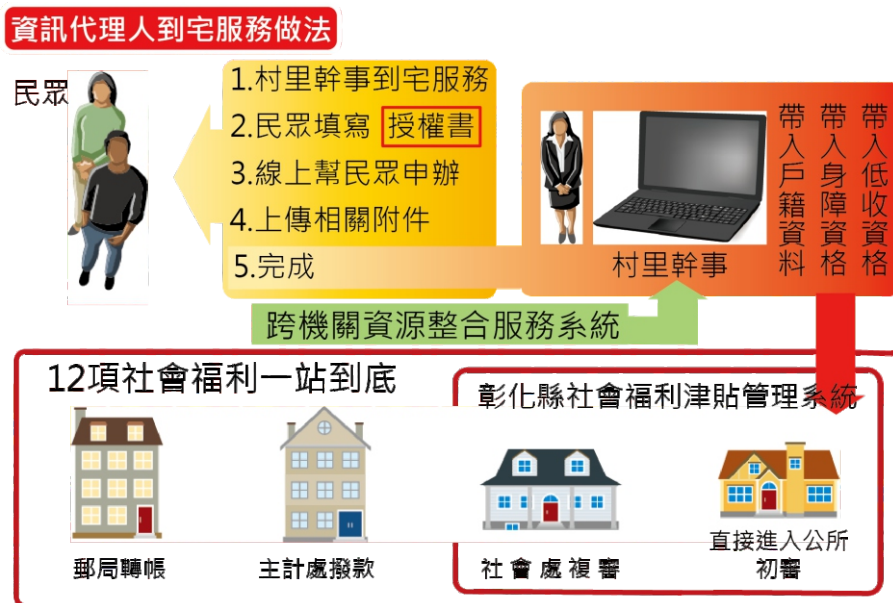 資訊代理人到宅服務做法
民眾
1.村里幹事到宅服務
2.民眾填寫 授權書
3.線上幫民眾申辦
4.上傳相關附件
5.完成
村里幹事
帶入戶籍資料
帶入身障資格
帶入低收資格
跨機關資源整合服務系統
12項社會福利一站到底
彰化縣社會福利津貼管理系統
郵局轉帳
主計處撥款
社會處複審
直接進入公所
初審